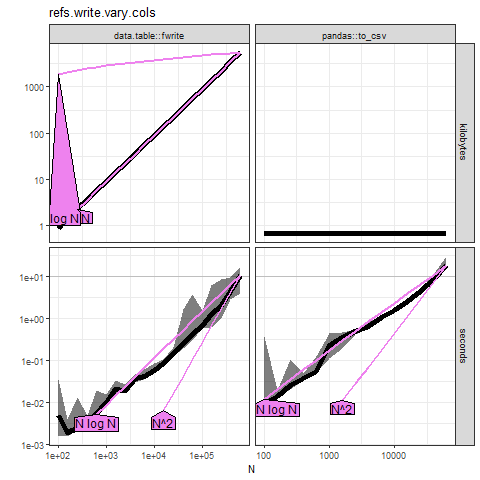 refs.write.vary.cols
data.table::fwrite
pandas::to_csv
1000
100
10
1
log N
N
kilobytes
1e+01
1e+00
1e-01
1e-02
1e-03
N log N
N^2
N log N
N^2
seconds
1e+02
1e+03
1e+04
1e+05
100
1000
10000
N